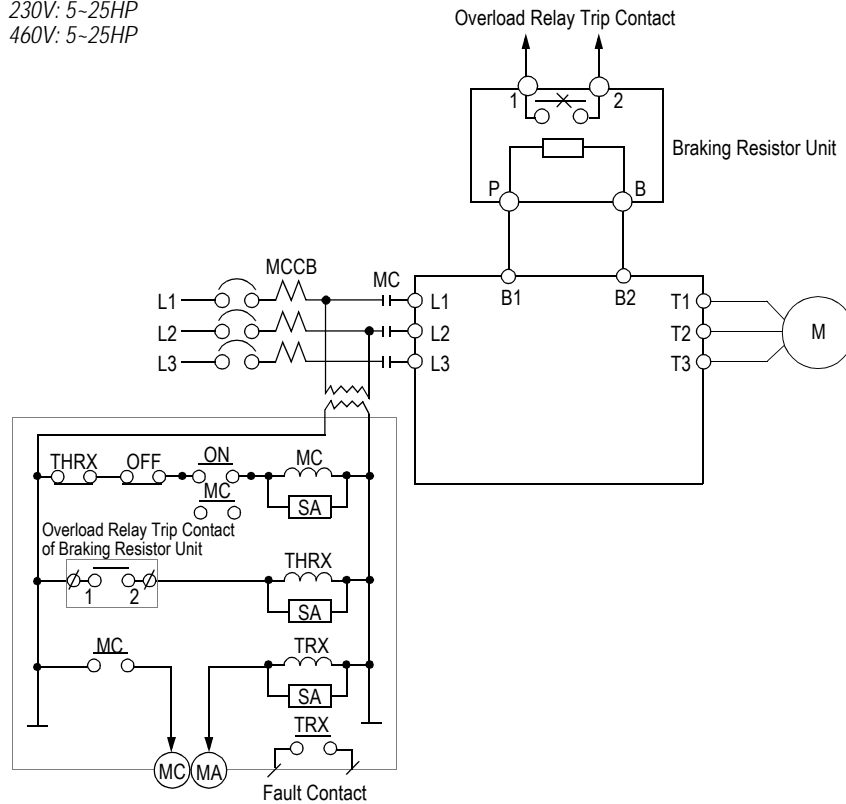 230V: 5~25HP
460V: 5~25HP
Overload Relay Trip Contact
1 2
Braking Resistor Unit
P B
MCCB
MC
L1 L1 B1 B2 T1
L2 L2 T2 M
L3 L3 T3
THRX OFF ON MC
MC
SA
Overload Relay Trip Contact
of Braking Resistor Unit
THRX
1 2
SA
MC TRX
SA
TRX
MC MA
Fault Contact